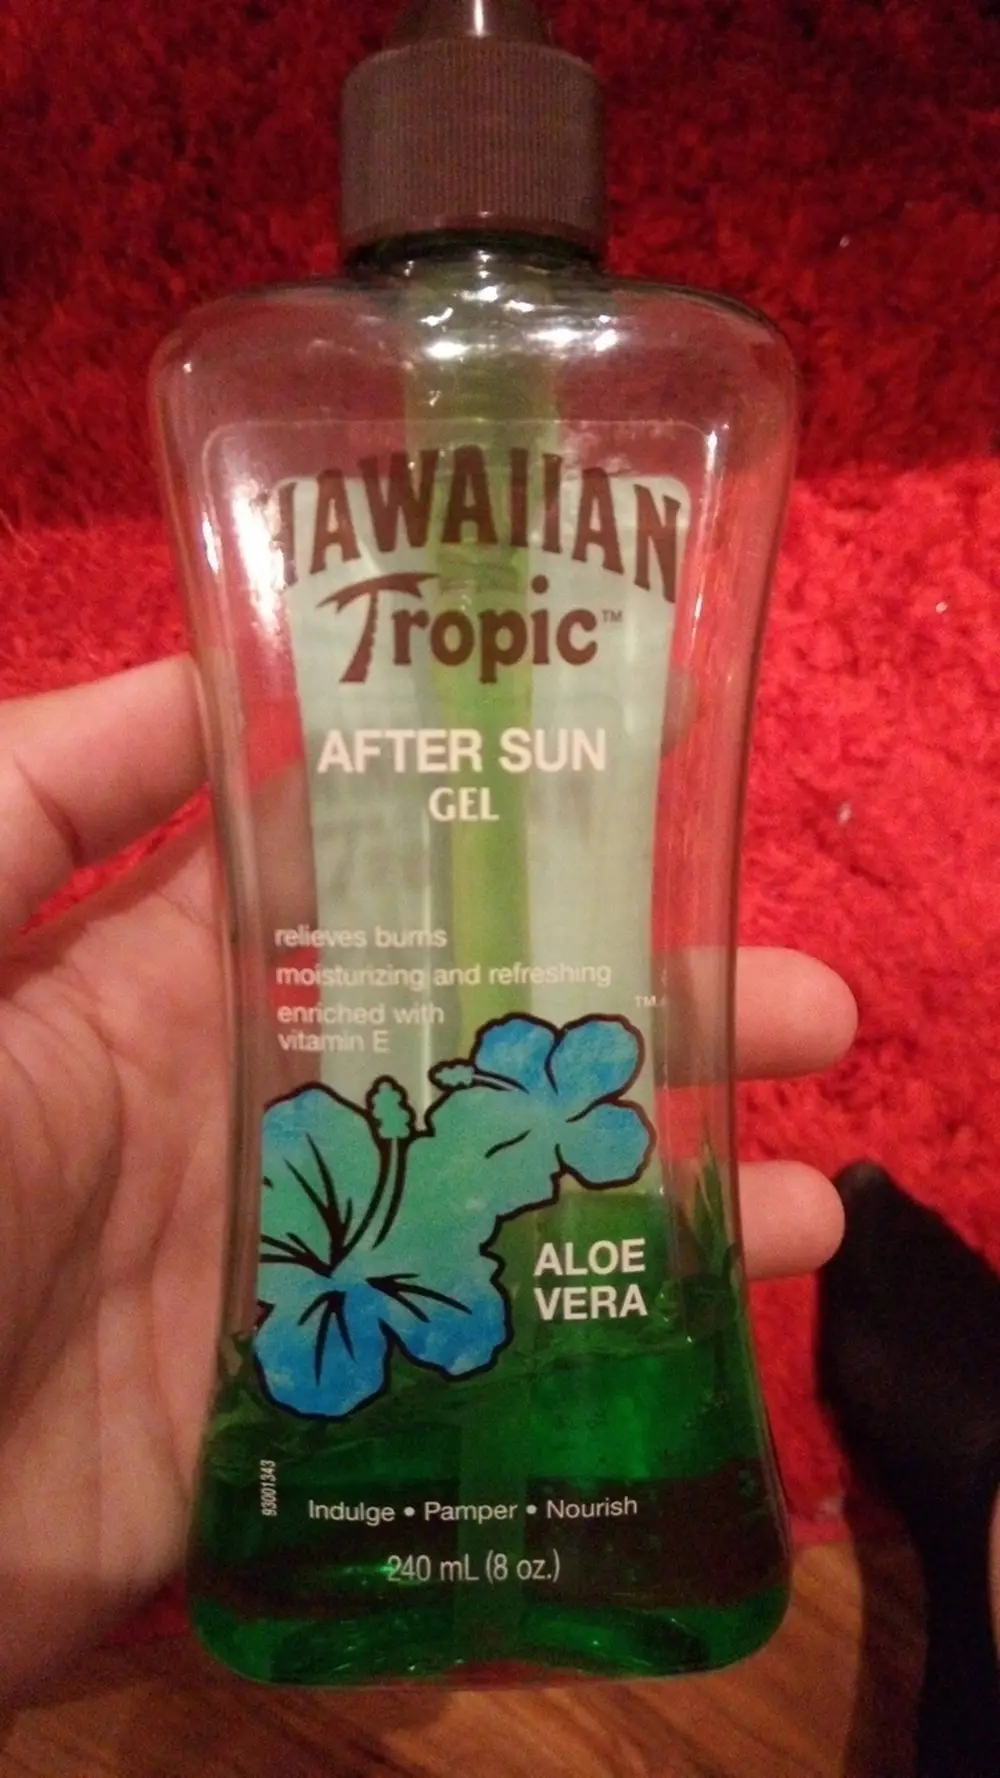 HAWAIIAN
Tropic™
AFTER SUN
GEL
relieves burns
moisturizing and refreshing
enriched with
vitamin E
TM
ALOE
VERA
93001343
Indulge • Pamper • Nourish
240 mL (8 oz.)